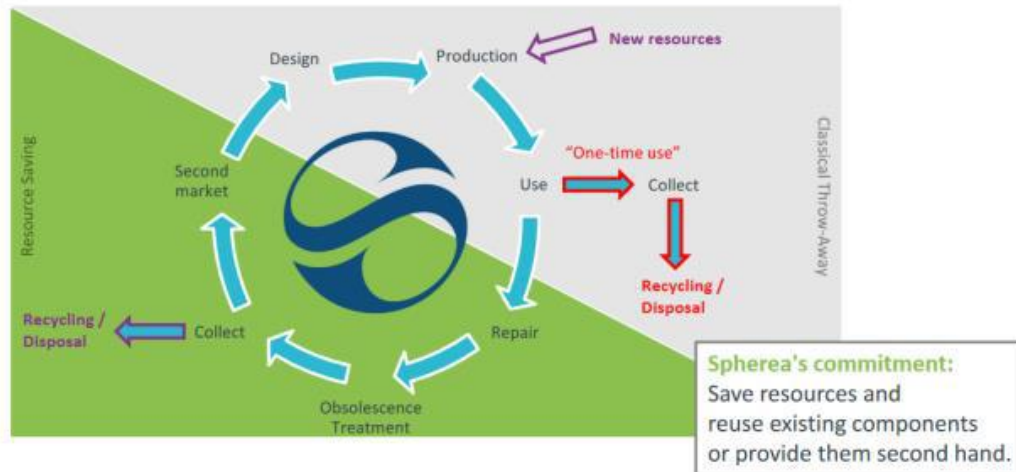 Design
Production
New resources
"One-time use"
Use
Collect
Recycling /
Disposal
Classical Throw-Away
Resource Saving
Second
market
Recycling /
Disposal
Collect
Repair
Obsolescence
Treatment
Spherea's commitment:
Save resources and
reuse existing components
or provide them second hand.